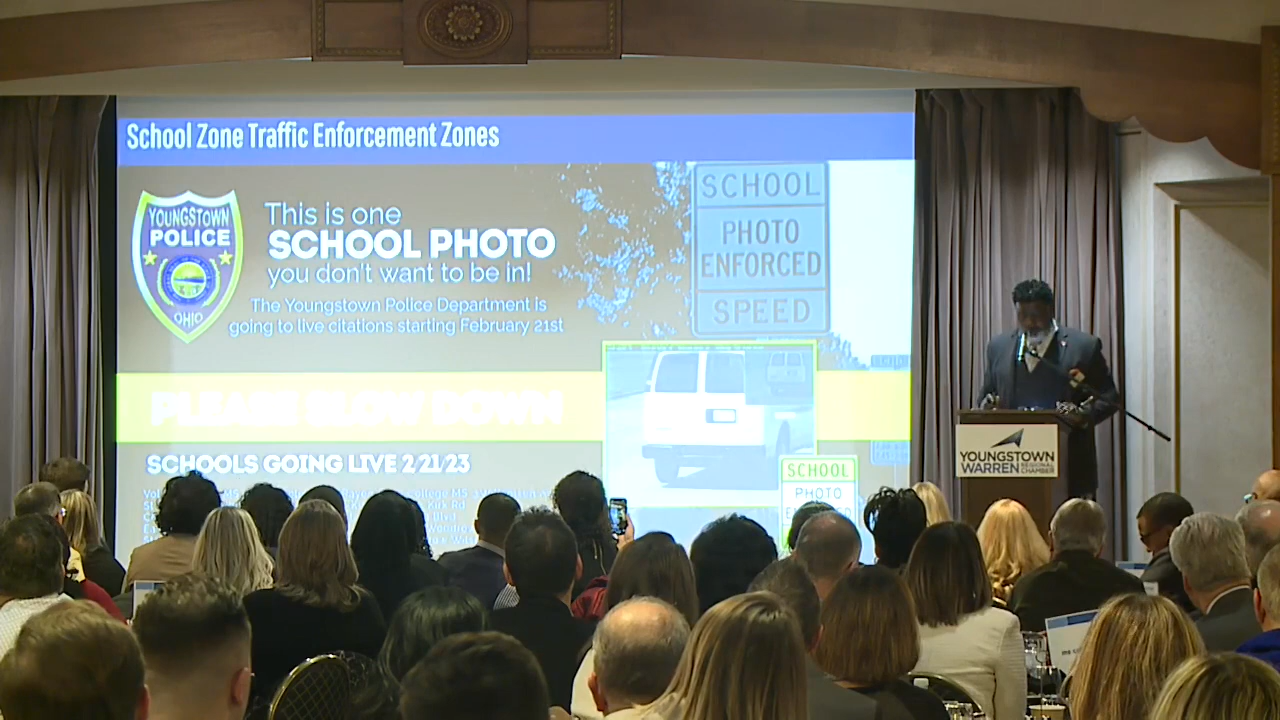 School Zone Traffic Enforcement Zones
YOUNGSTOWN
POLICE
OHIO
This is one
SCHOOL PHOTO
you don't want to be in!
The Youngstown Police Department is
going to live citations starting February 21st
SCHOOL
PHOTO
ENFORCED
SPEED
PLEASE SLOW DOWN
SCHOOLS GOING LIVE 2/21/23
SCHOOL
PHOTO
YOUNGSTOWN
WARREN REGIONAL CHAMBER